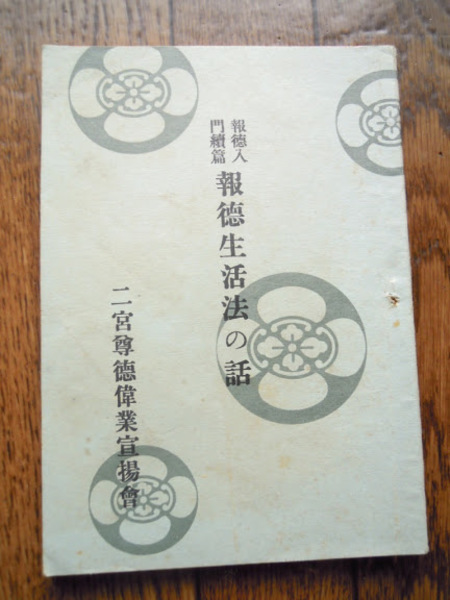 報德入
門續篇
報德生活法の話
二宮尊德偉業宣揚會